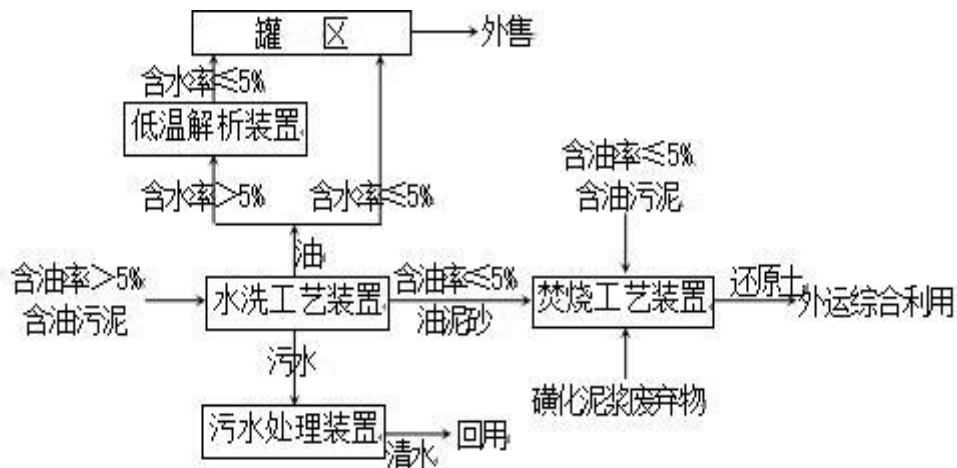 罐 区
外售
含水率≤5%
低温解析装置
含水率>5%
含水率≤5%
含油率≤5%
含油污泥
油
含油率>5%
含油污泥
水洗工艺装置
含油率≤5%
油泥砂
焚烧工艺装置
还原土
外运综合利用
污水
磺化泥浆废弃物
污水处理装置
清水
回用